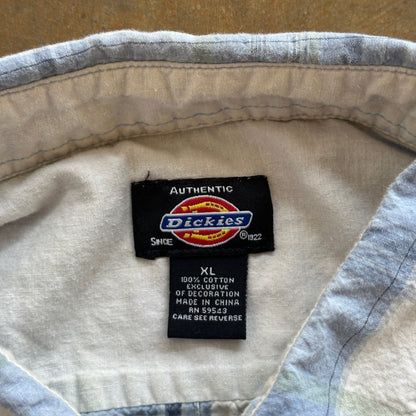 AUTHENTIC
Dickies
SINCE ® 1922
XL
100% COTTON
EXCLUSIVE
OF DECORATION
MADE IN CHINA
RN 59543
CARE SEE REVERSE